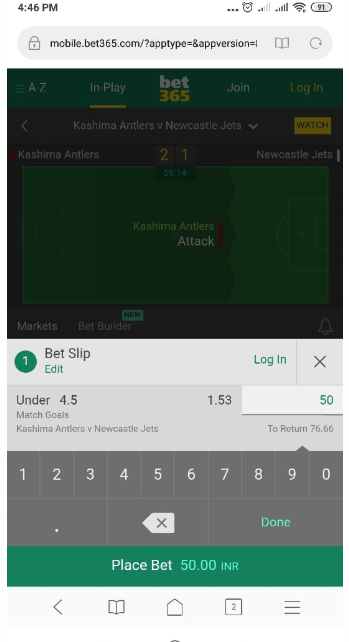 4:46 PM
... 91
mobile.bet365.com/?apptype=&appversion=
A-Z In-Play bet365 Join Log In
Kashima Antlers v Newcastle Jets WATCH
Kashima Antlers 2 1 Newcastle Jets
59:14
Kashima Antlers
Attack
NEW
Markets Bet Builder
1 Bet Slip Log In
Edit
Under 4.5 1.53 50
Match Goals
Kashima Antlers v Newcastle Jets To Return 76.66
1 2 3 4 5 6 7 8 9 0
. Done
Place Bet 50.00 INR
2